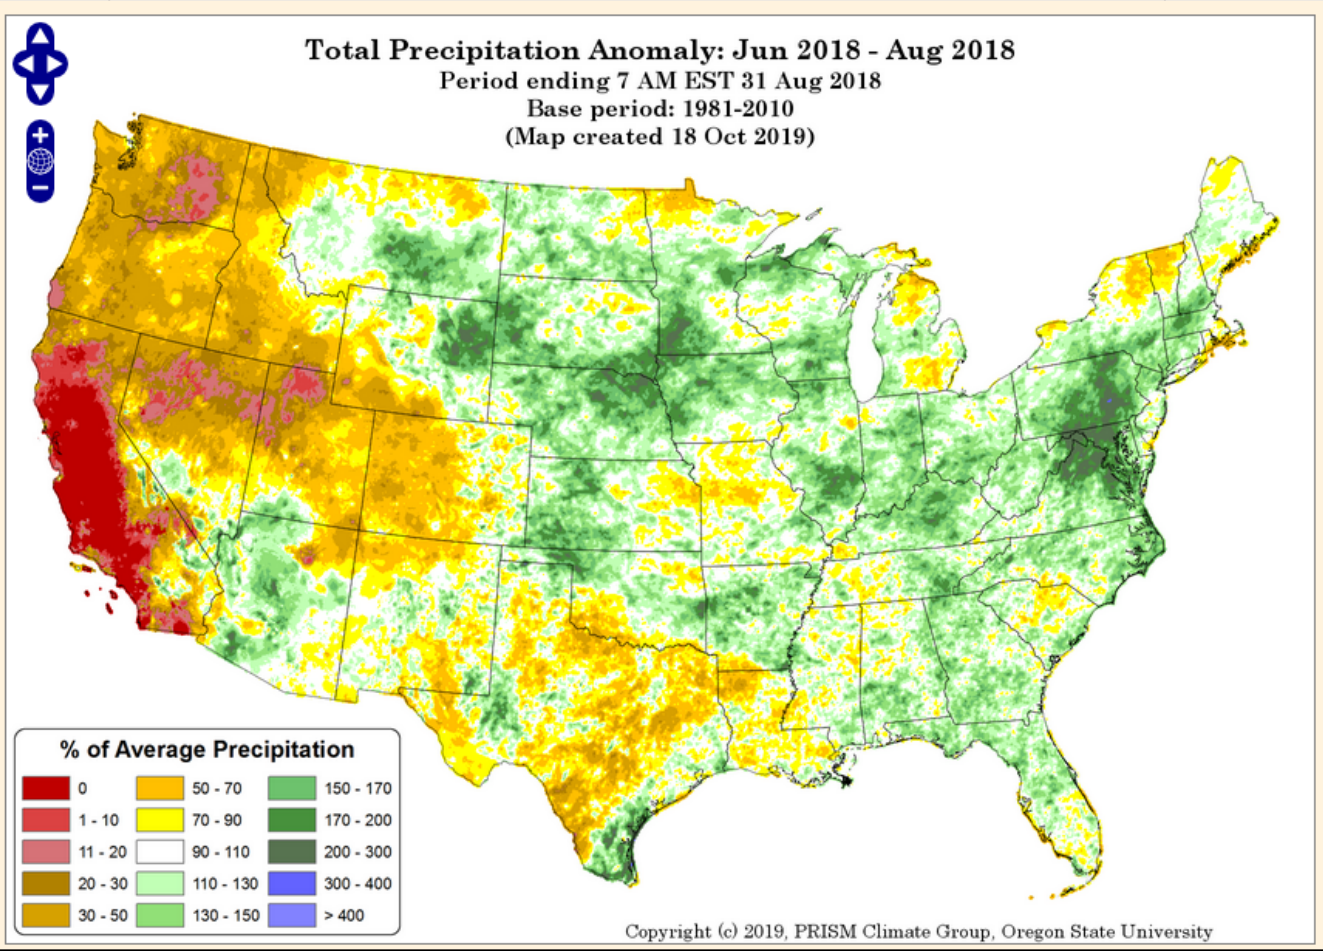 Total Precipitation Anomaly: Jun 2018 - Aug 2018
Period ending 7 AM EST 31 Aug 2018
Base period: 1981-2010
(Map created 18 Oct 2019)
% of Average Precipitation
0
1 - 10
11 - 20
20 - 30
30 - 50
50 - 70
70 - 90
90 - 110
110 - 130
130 - 150
150 - 170
170 - 200
200 - 300
300 - 400
> 400
Copyright (c) 2019, PRISM Climate Group, Oregon State University